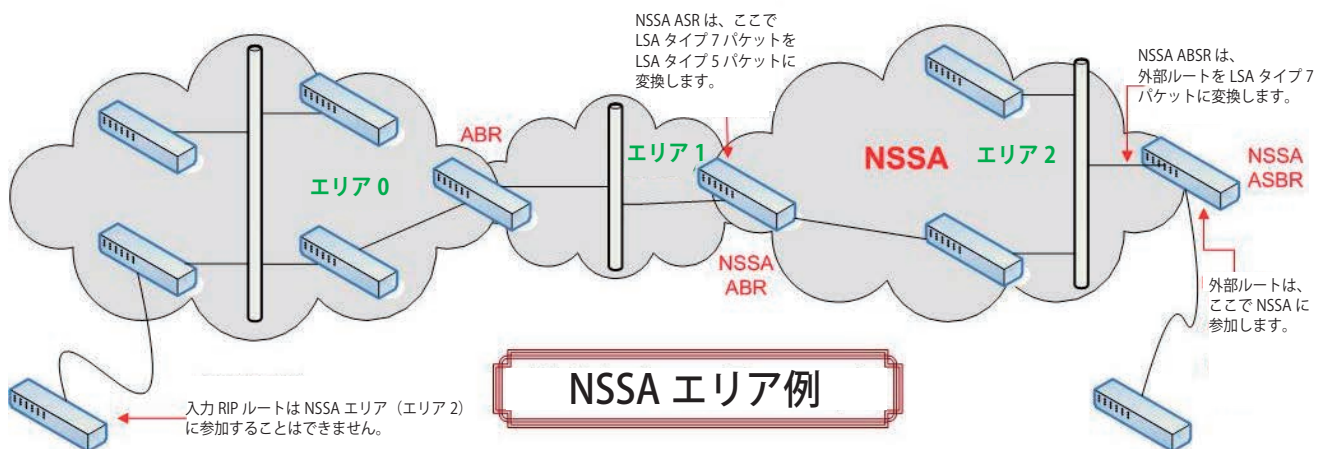 NSSA ASR は、ここで
LSA タイプ 7 パケットを
LSA タイプ 5 パケットに
変換します。
NSSA ABSR は、
外部ルートを LSA タイプ 7
パケットに変換します。
ABR
エリア 0
エリア 1
NSSA
エリア 2
NSSA
ASBR
NSSA
ABR
外部ルートは、
ここで NSSA に
参加します。
NSSA エリア例
入力 RIP ルートは NSSA エリア（エリア 2）
に参加することはできません。